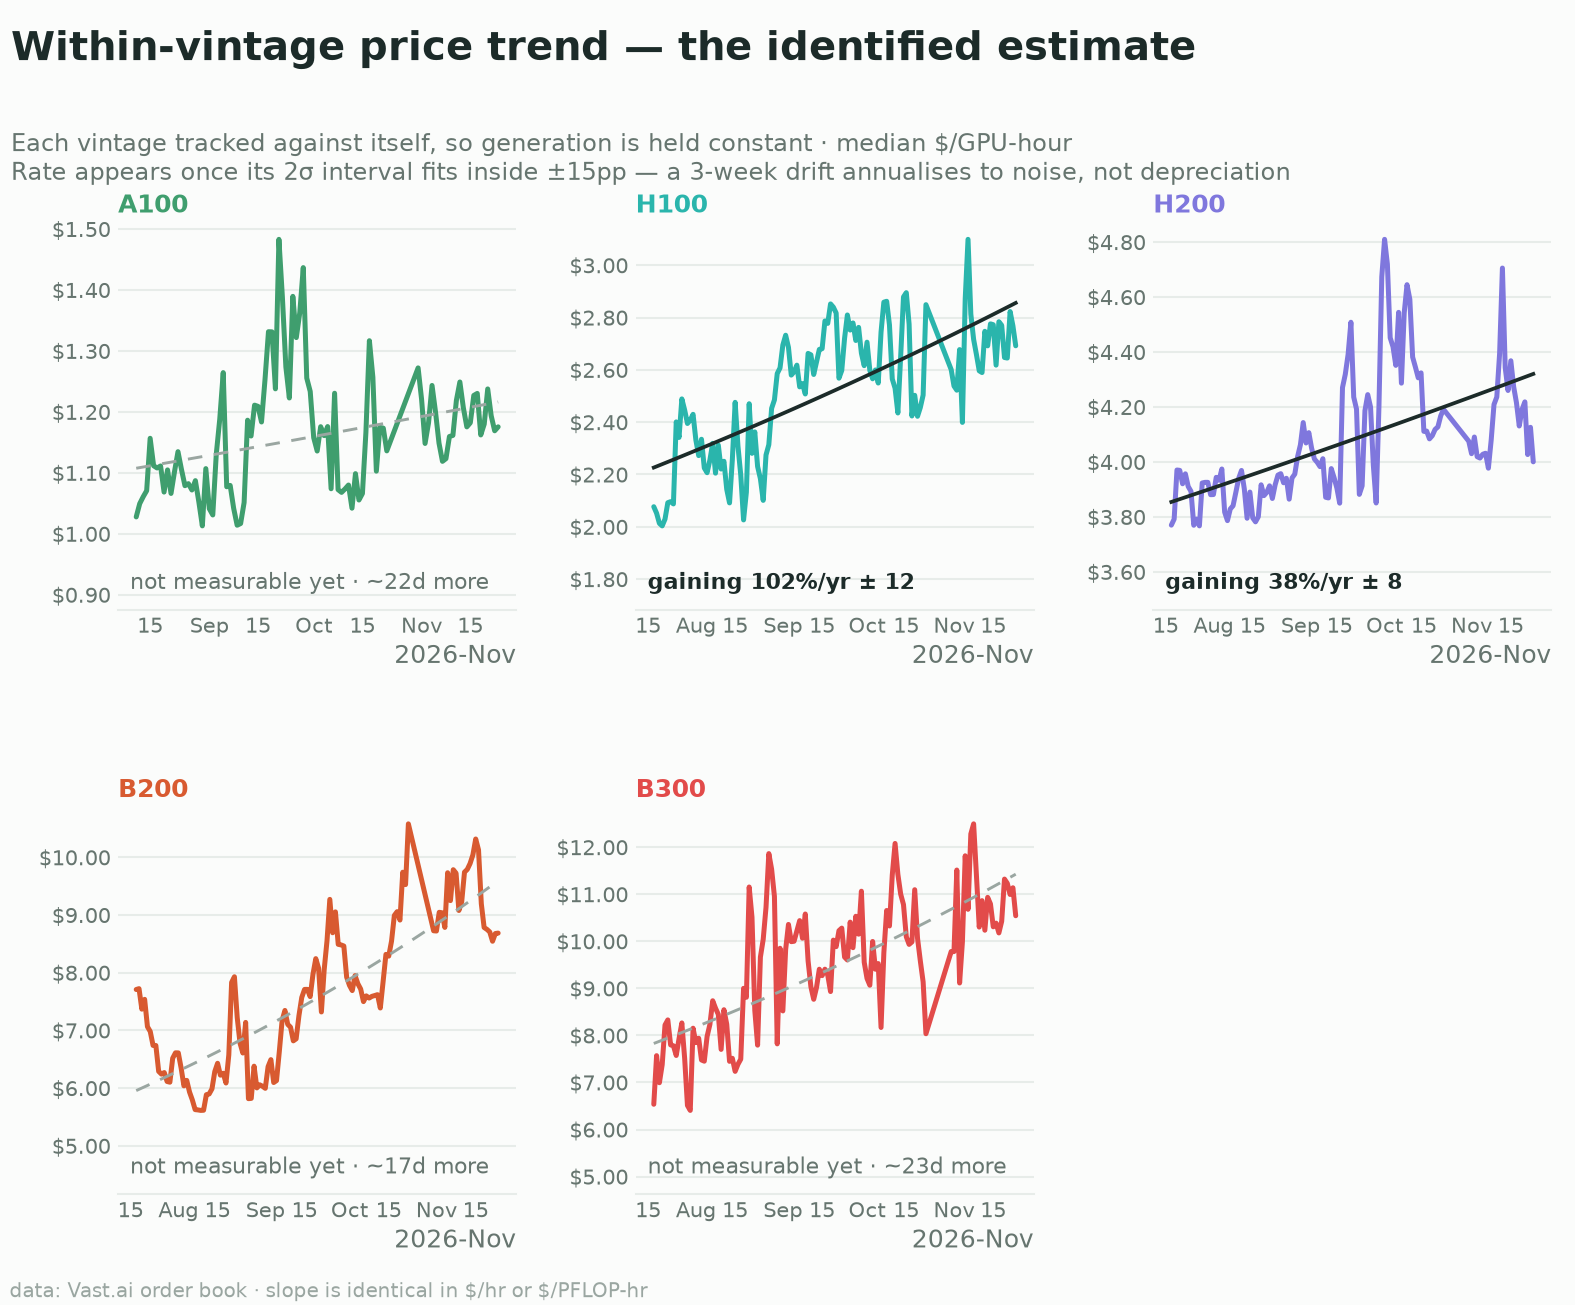 Within-vintage price trend — the identified estimate
Each vintage tracked against itself, so generation is held constant · median $/GPU-hour
Rate appears once its 2σ interval fits inside ±15pp — a 3-week drift annualises to noise, not depreciation
A100
$1.50
$1.40
$1.30
$1.20
$1.10
$1.00
$0.90
not measurable yet · ~22d more
15 Sep 15 Oct 15 Nov 15
2026-Nov
H100
$3.00
$2.80
$2.60
$2.40
$2.20
$2.00
$1.80
gaining 102%/yr ± 12
15 Aug 15 Sep 15 Oct 15 Nov 15
2026-Nov
H200
$4.80
$4.60
$4.40
$4.20
$4.00
$3.80
$3.60
gaining 38%/yr ± 8
15 Aug 15 Sep 15 Oct 15 Nov 15
2026-Nov
B200
$10.00
$9.00
$8.00
$7.00
$6.00
$5.00
not measurable yet · ~17d more
15 Aug 15 Sep 15 Oct 15 Nov 15
2026-Nov
B300
$12.00
$11.00
$10.00
$9.00
$8.00
$7.00
$6.00
$5.00
not measurable yet · ~23d more
15 Aug 15 Sep 15 Oct 15 Nov 15
2026-Nov
data: Vast.ai order book · slope is identical in $/hr or $/PFLOP-hr